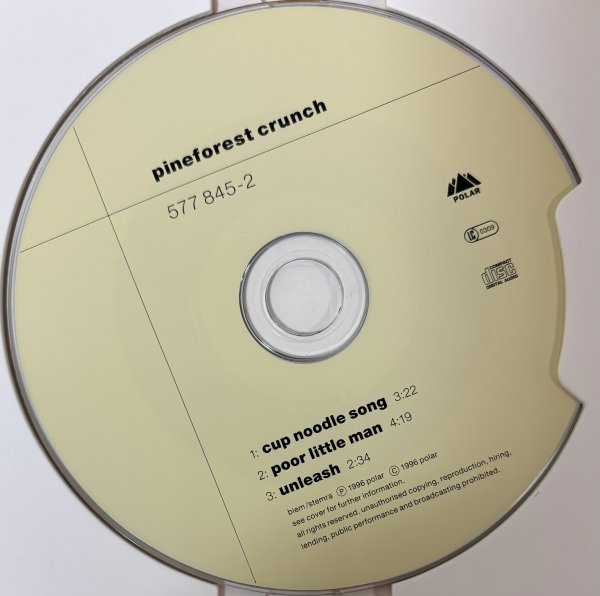 pineforest crunch
577 845-2
POLAR
LC 0309
COMPACT
disc
DIGITAL AUDIO
1: cup noodle song 3:22
2: poor little man 4:19
3: unleash 2:34
biem/stemra ℗ 1996 polar © 1996 polar
see cover for further information.
all rights reserved. unauthorised copying, reproduction, hiring,
lending, public performance and broadcasting prohibited.